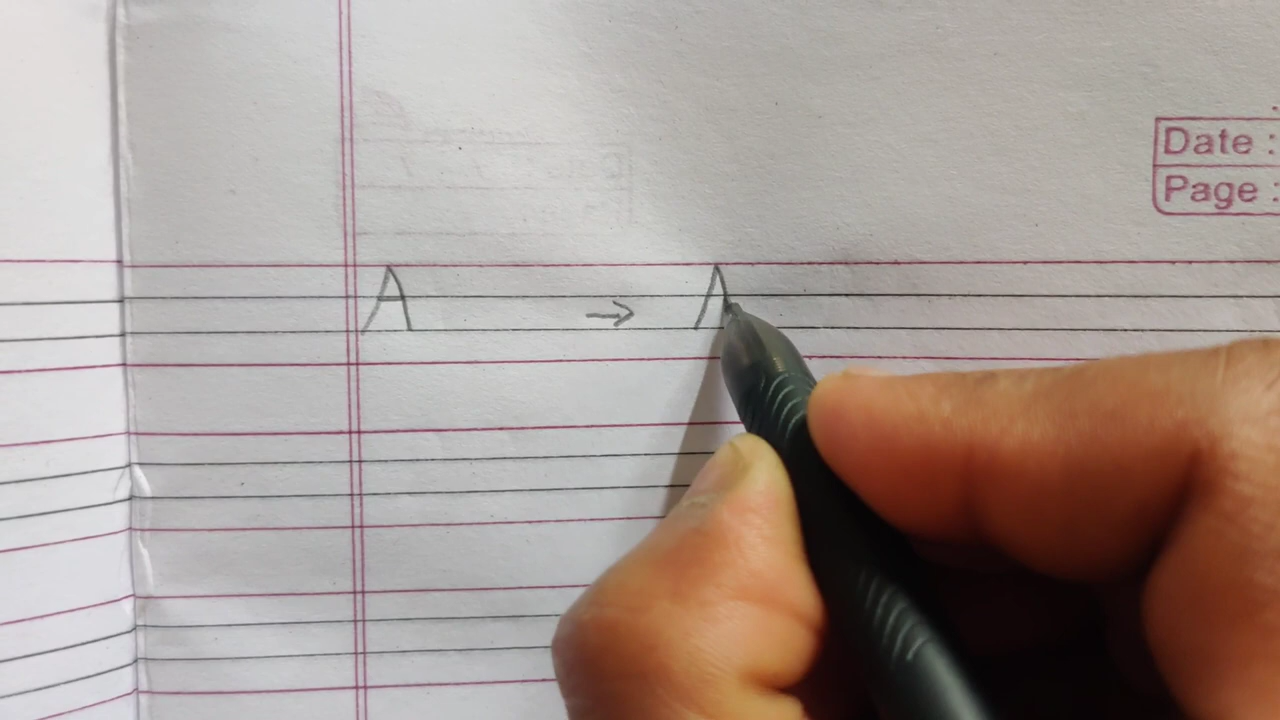 Date :
Page :
A → A